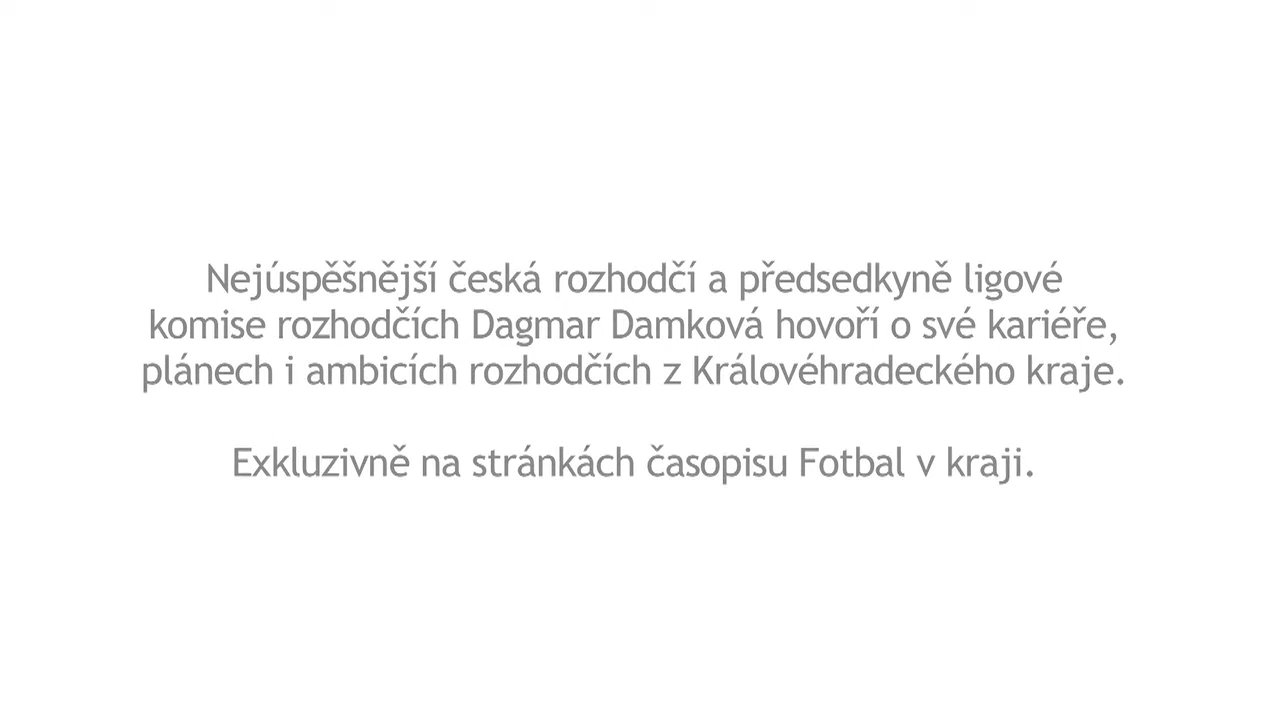 Nejúspěšnější česká rozhodčí a předsedkyně ligové
komise rozhodčích Dagmar Damková hovoří o své kariéře,
plánech i ambicích rozhodčích z Královéhradeckého kraje.
Exkluzivně na stránkách časopisu Fotbal v kraji.